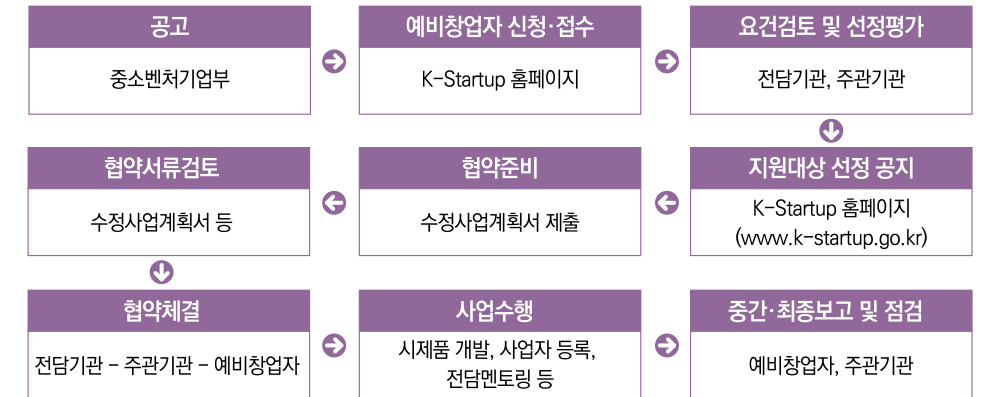 공고
중소벤처기업부
예비창업자 신청·접수
K-Startup 홈페이지
요건검토 및 선정평가
전담기관, 주관기관
지원대상 선정 공지
K-Startup 홈페이지
(www.k-startup.go.kr)
협약준비
수정사업계획서 제출
협약서류검토
수정사업계획서 등
협약체결
전담기관 - 주관기관 - 예비창업자
사업수행
시제품 개발, 사업자 등록,
전담멘토링 등
중간·최종보고 및 점검
예비창업자, 주관기관